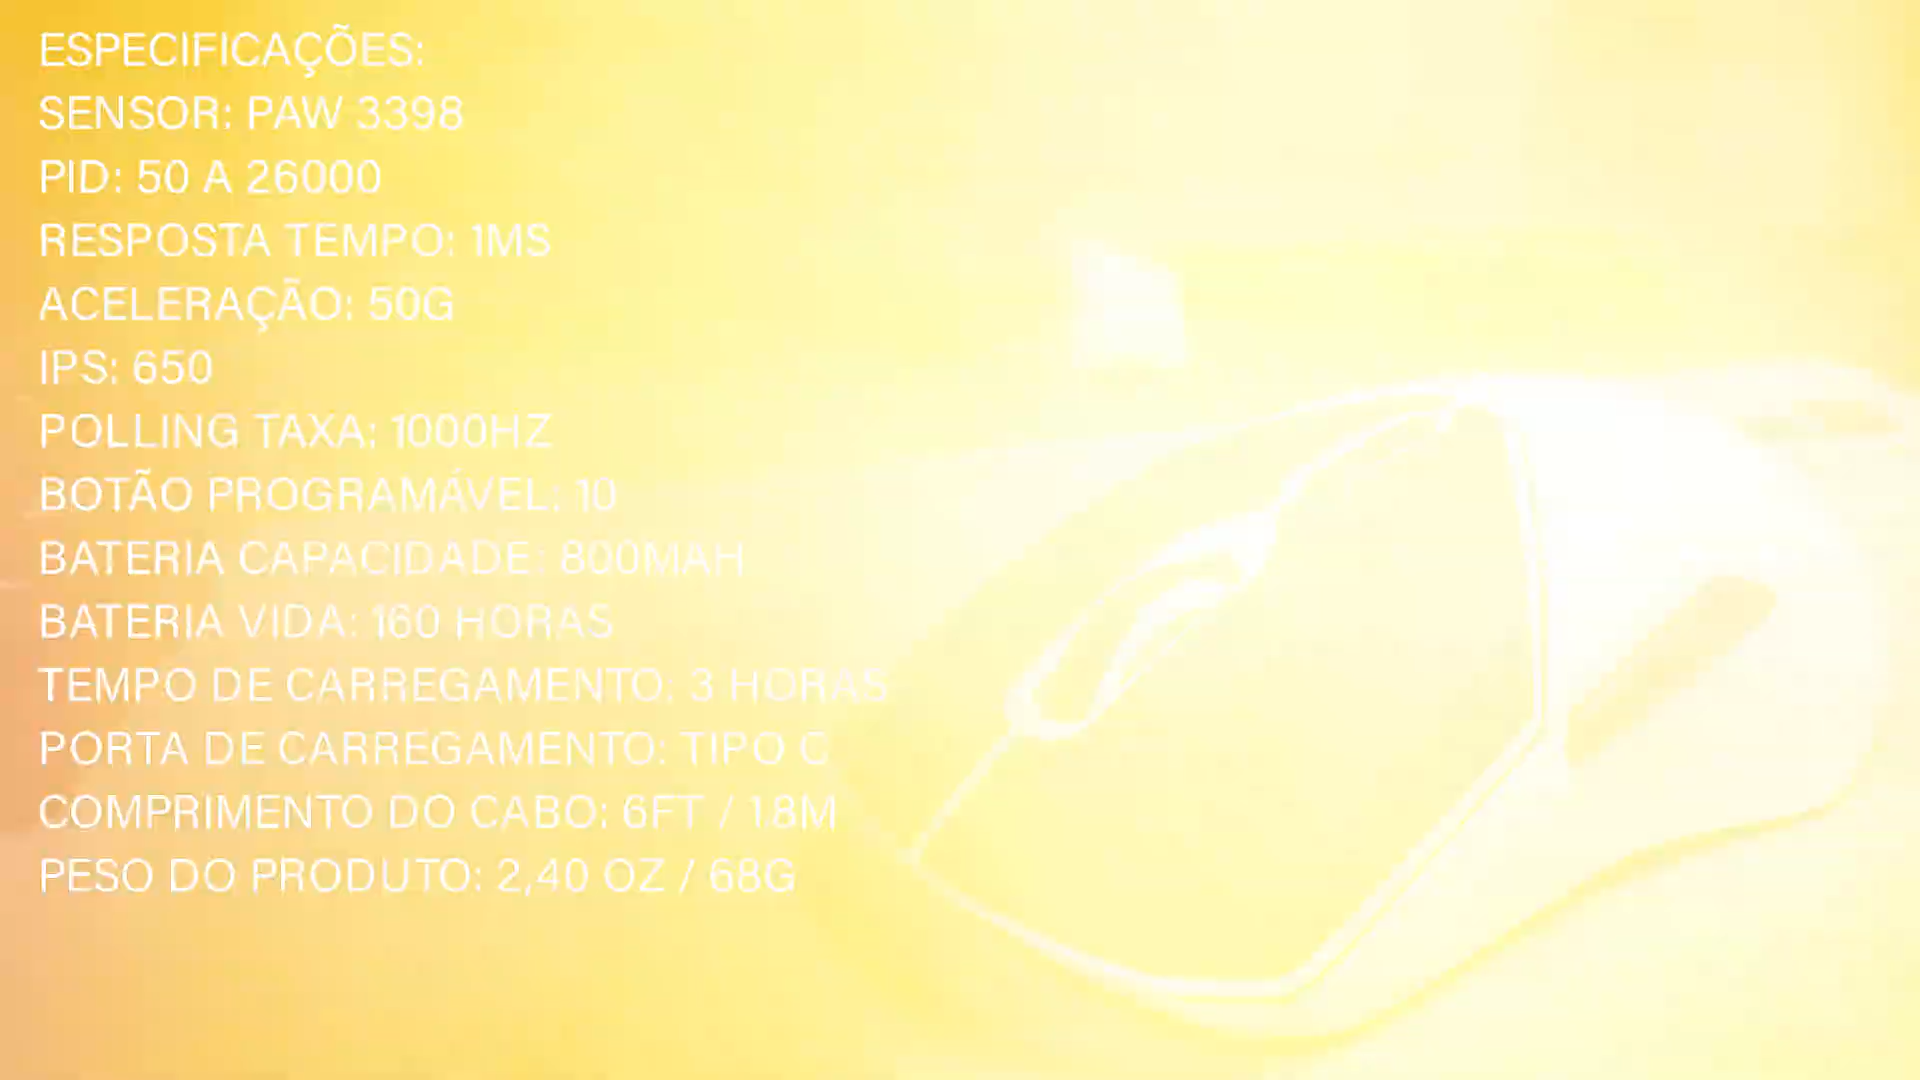 ESPECIFICAÇÕES:
SENSOR: PAW 3398
PID: 50 A 26000
RESPOSTA TEMPO: 1MS
ACELERAÇÃO: 50G
IPS: 650
POLLING TAXA: 1000HZ
BOTÃO PROGRAMÁVEL: 10
BATERIA CAPACIDADE: 800MAH
BATERIA VIDA: 160 HORAS
TEMPO DE CARREGAMENTO: 3 HORAS
PORTA DE CARREGAMENTO: TIPO C
COMPRIMENTO DO CABO: 6FT / 1.8M
PESO DO PRODUTO: 2,40 OZ / 68G